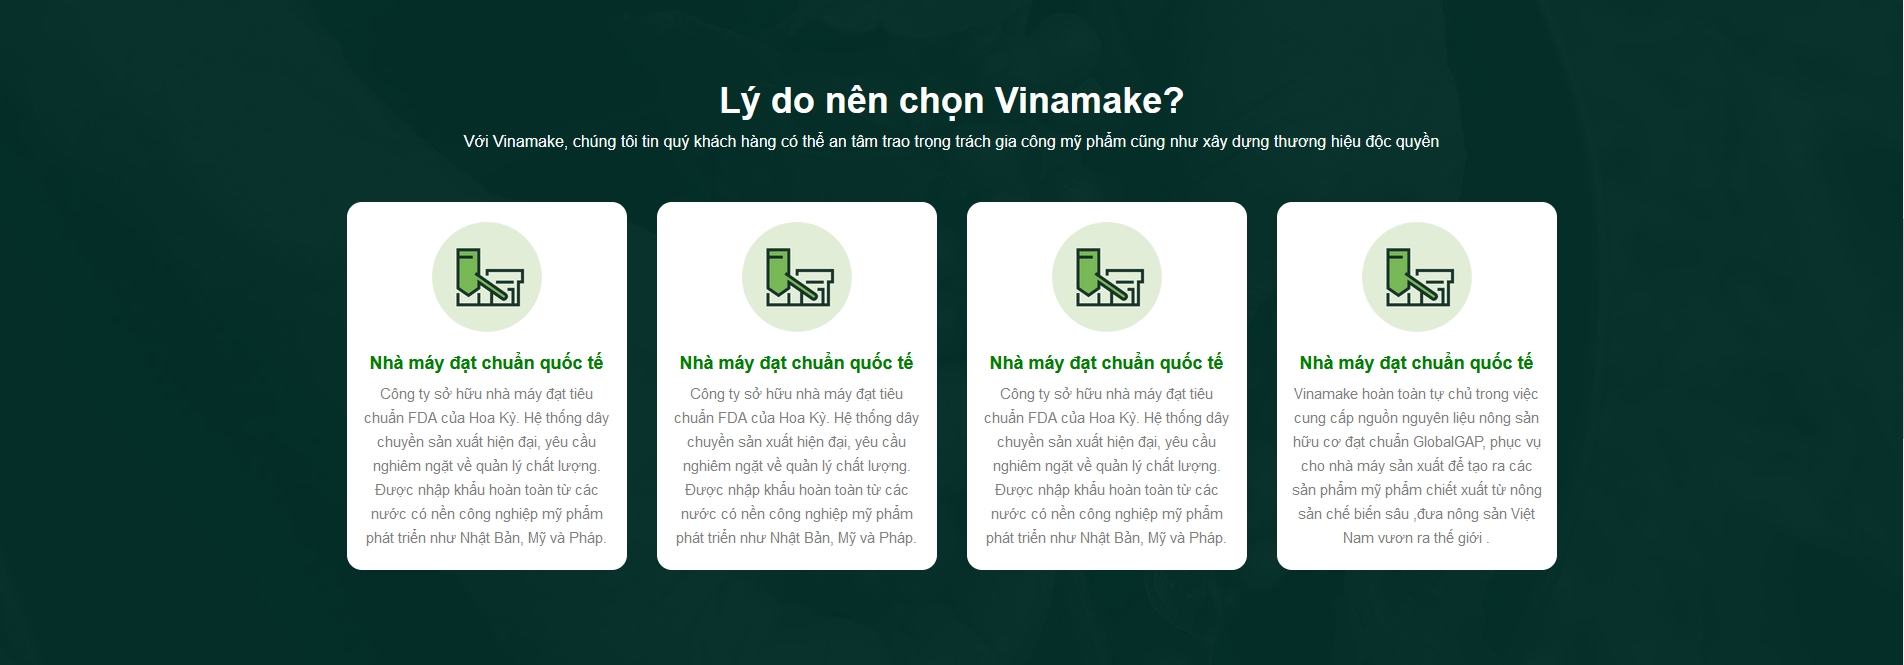 Lý do nên chọn Vinamake?
Với Vinamake, chúng tôi tin quý khách hàng có thể an tâm trao trọng trách gia công mỹ phẩm cũng như xây dựng thương hiệu độc quyền
Nhà máy đạt chuẩn quốc tế
Công ty sở hữu nhà máy đạt tiêu
chuẩn FDA của Hoa Kỳ. Hệ thống dây
chuyền sản xuất hiện đại, yêu cầu
nghiêm ngặt về quản lý chất lượng.
Được nhập khẩu hoàn toàn từ các
nước có nền công nghiệp mỹ phẩm
phát triển như Nhật Bản, Mỹ và Pháp.
Nhà máy đạt chuẩn quốc tế
Công ty sở hữu nhà máy đạt tiêu
chuẩn FDA của Hoa Kỳ. Hệ thống dây
chuyền sản xuất hiện đại, yêu cầu
nghiêm ngặt về quản lý chất lượng.
Được nhập khẩu hoàn toàn từ các
nước có nền công nghiệp mỹ phẩm
phát triển như Nhật Bản, Mỹ và Pháp.
Nhà máy đạt chuẩn quốc tế
Công ty sở hữu nhà máy đạt tiêu
chuẩn FDA của Hoa Kỳ. Hệ thống dây
chuyền sản xuất hiện đại, yêu cầu
nghiêm ngặt về quản lý chất lượng.
Được nhập khẩu hoàn toàn từ các
nước có nền công nghiệp mỹ phẩm
phát triển như Nhật Bản, Mỹ và Pháp.
Nhà máy đạt chuẩn quốc tế
Vinamake hoàn toàn tự chủ trong việc
cung cấp nguồn nguyên liệu nông sản
hữu cơ đạt chuẩn GlobalGAP, phục vụ
cho nhà máy sản xuất để tạo ra các
sản phẩm mỹ phẩm chiết xuất từ nông
sản chế biến sâu ,đưa nông sản Việt
Nam vươn ra thế giới .